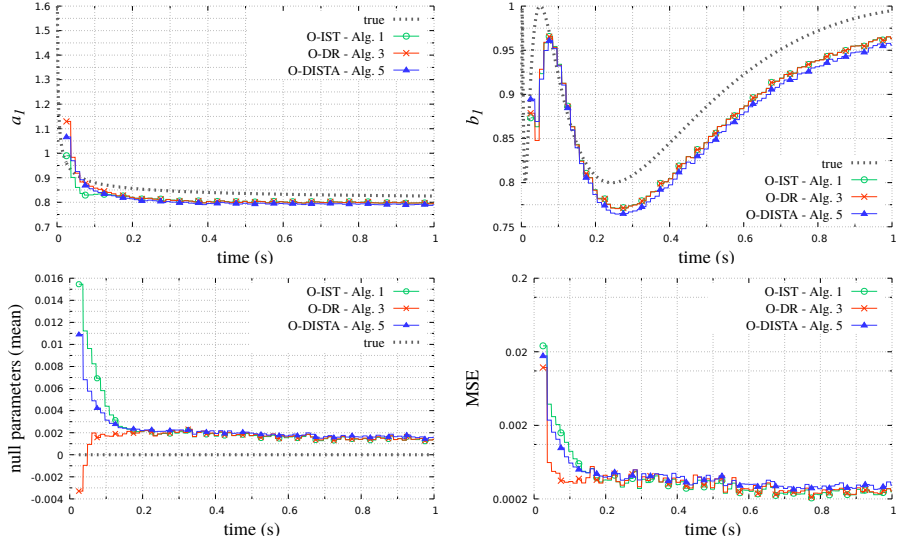 1.6
1.5
1.4
1.3
1.2
1.1
1
0.9
0.8
0.7
a1
0
0.2
0.4
0.6
0.8
1
time (s)
true
O-IST - Alg. 1
O-DR - Alg. 3
O-DISTA - Alg. 5
1
0.95
0.9
0.85
0.8
0.75
b1
0
0.2
0.4
0.6
0.8
1
time (s)
true
O-IST - Alg. 1
O-DR - Alg. 3
O-DISTA - Alg. 5
0.016
0.014
0.012
0.01
0.008
0.006
0.004
0.002
0
-0.002
-0.004
null parameters (mean)
0
0.2
0.4
0.6
0.8
1
time (s)
O-IST - Alg. 1
O-DR - Alg. 3
O-DISTA - Alg. 5
true
0.2
0.02
0.002
0.0002
MSE
0
0.2
0.4
0.6
0.8
1
time (s)
O-IST - Alg. 1
O-DR - Alg. 3
O-DISTA - Alg. 5